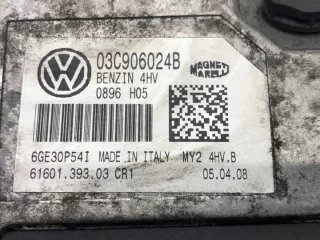 03C906024B
BENZIN 4HV
0896 H05
MAGNETI
MARELLI
6GE30P54I MADE IN ITALY MY2 4HV.B
61601.393.03 CR1 05.04.08